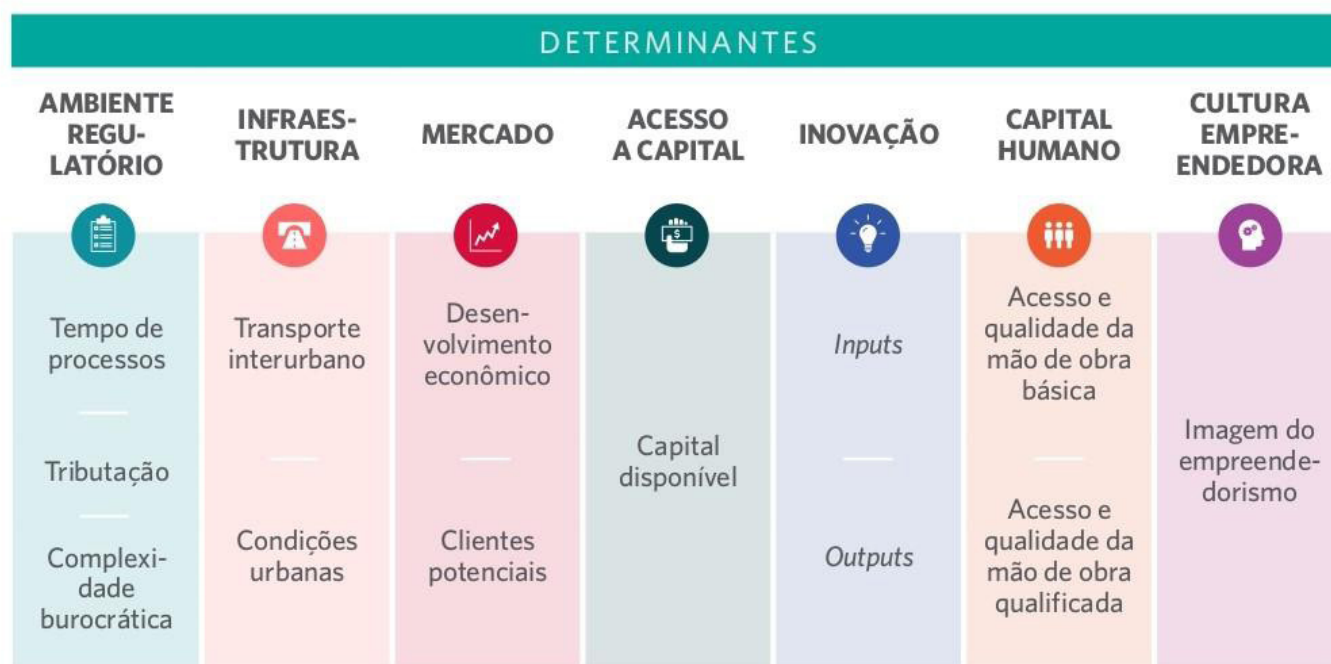 DETERMINANTES
AMBIENTE
REGU-
LATÓRIO
INFRAES-
TRUTURA
MERCADO
ACESSO
A CAPITAL
INOVAÇÃO
CAPITAL
HUMANO
CULTURA
EMPRE-
ENDEDORA
$
Tempo de
processos
Tributação
Complexi-
dade
burocrática
Transporte
interurbano
Condições
urbanas
Desen-
volvimento
econômico
Clientes
potenciais
Capital
disponível
Inputs
Outputs
Acesso e
qualidade da
mão de obra
básica
Acesso e
qualidade da
mão de obra
qualificada
Imagem do
empreende-
dorismo